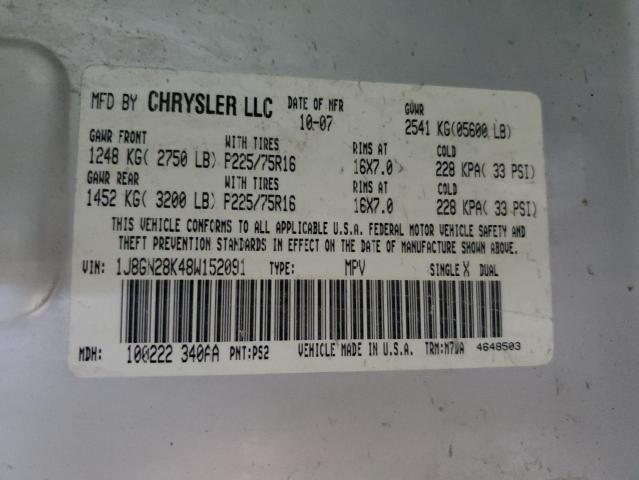 MFD BY CHRYSLER LLC DATE OF MFR 10-07 GVWR 2541 KG(05600 LB)
GAWR FRONT WITH TIRES RIMS AT COLD
1248 KG( 2750 LB) P225/75R16 16X7.0 228 KPA( 33 PSI)
GAWR REAR WITH TIRES RIMS AT COLD
1452 KG( 3200 LB) P225/75R16 16X7.0 228 KPA( 33 PSI)
THIS VEHICLE CONFORMS TO ALL APPLICABLE U.S.A. FEDERAL MOTOR VEHICLE SAFETY AND
THEFT PREVENTION STANDARDS IN EFFECT ON THE DATE OF MANUFACTURE SHOWN ABOVE.
VIN: 1J8GN28K48W152091 TYPE: MPV SINGLE X DUAL
MDH: 100222 340AA PNT:PS2 VEHICLE MADE IN U.S.A. TRM:M7DA 4648503